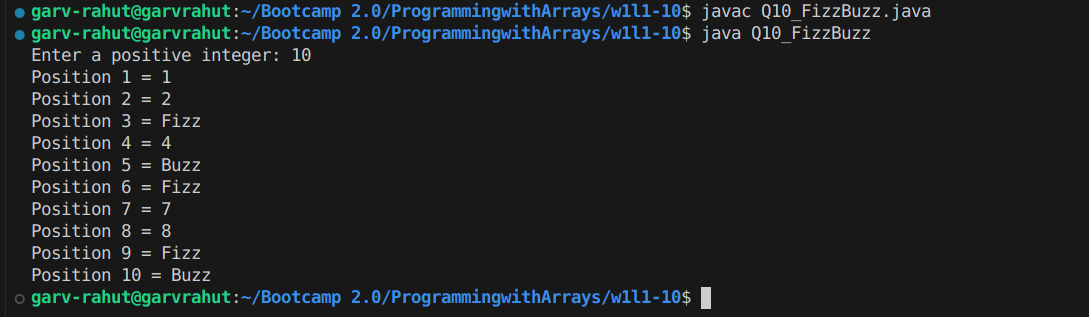 garv-rahut@garvrahut:~/Bootcamp 2.0/ProgrammingwithArrays/w1l1-10$ javac Q10_FizzBuzz.java
garv-rahut@garvrahut:~/Bootcamp 2.0/ProgrammingwithArrays/w1l1-10$ java Q10_FizzBuzz
Enter a positive integer: 10
Position 1 = 1
Position 2 = 2
Position 3 = Fizz
Position 4 = 4
Position 5 = Buzz
Position 6 = Fizz
Position 7 = 7
Position 8 = 8
Position 9 = Fizz
Position 10 = Buzz
garv-rahut@garvrahut:~/Bootcamp 2.0/ProgrammingwithArrays/w1l1-10$